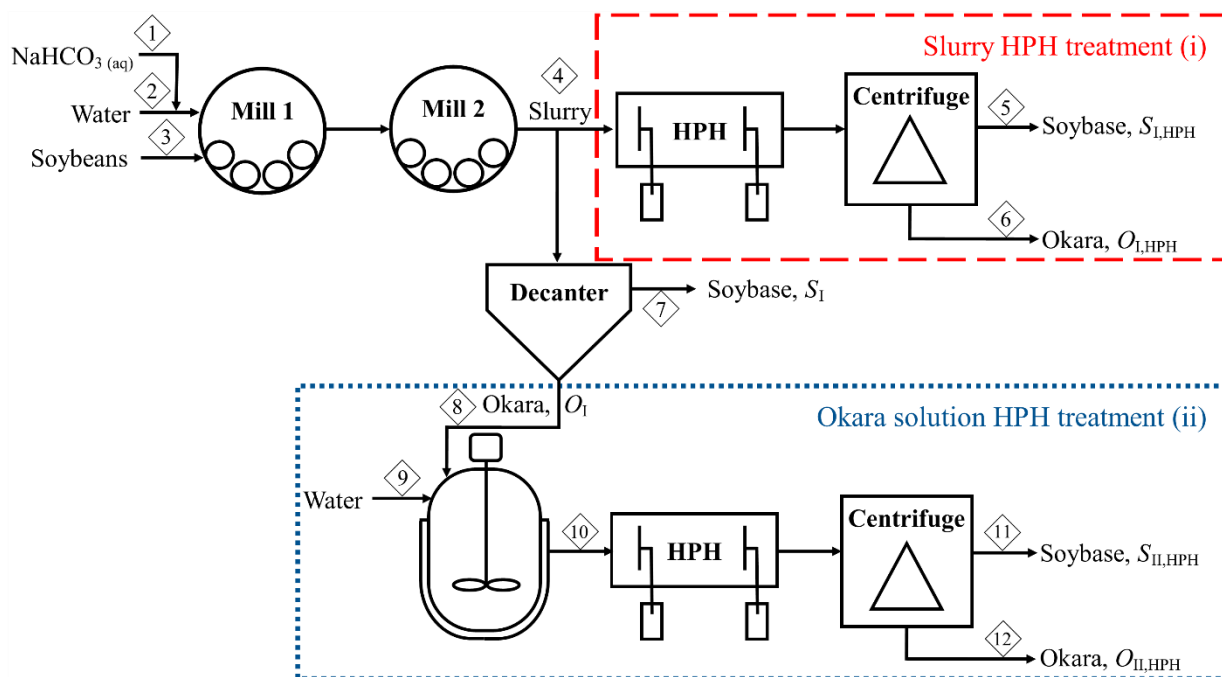 1
Slurry HPH treatment (i)
NaHCO3 (aq)
2
Water
3
Soybeans
Mill 1
Mill 2
4
Slurry
HPH
Centrifuge
5
Soybase, SI,HPH
6
Okara, OI,HPH
Decanter
7
Soybase, SI
8
Okara, OI
Okara solution HPH treatment (ii)
9
Water
10
HPH
Centrifuge
11
Soybase, SII,HPH
12
Okara, OII,HPH